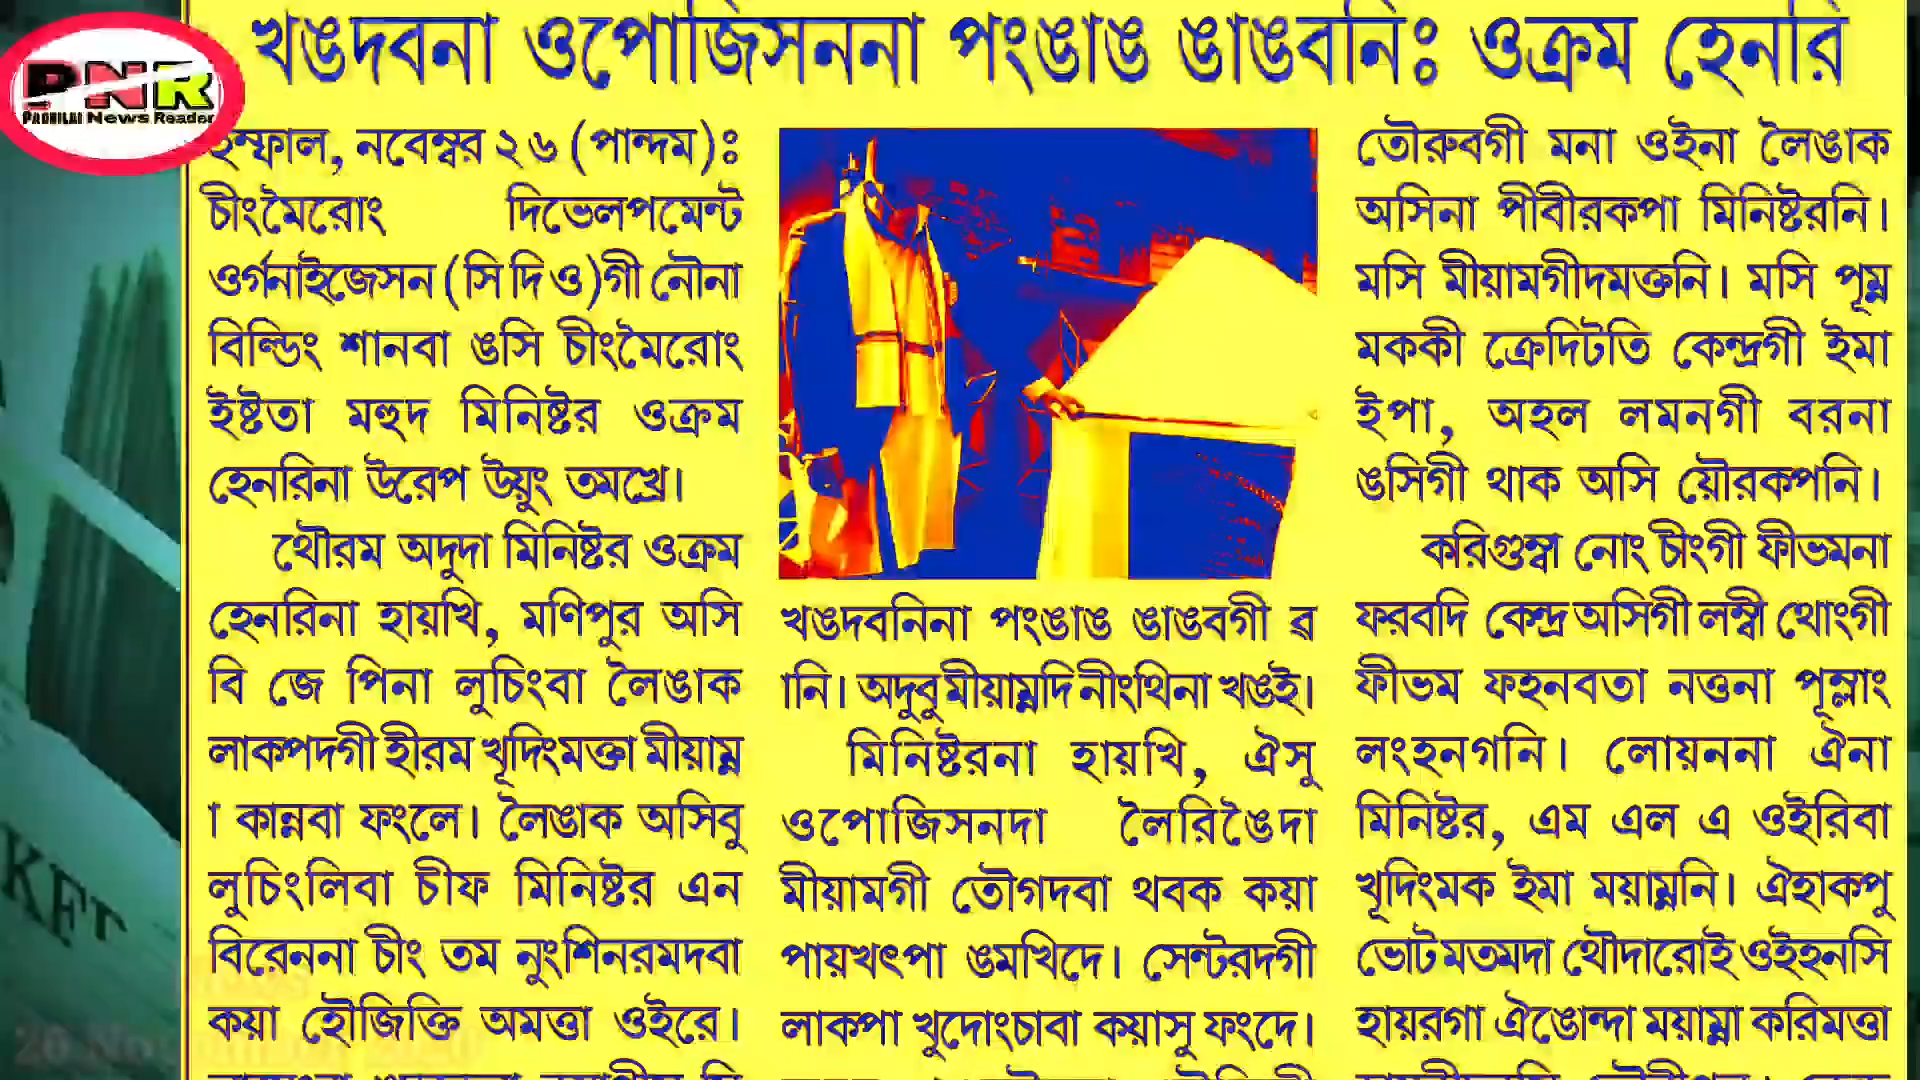 খঙদবনা ওপোজিসননা পংঙাঙ ঙাঙবনিঃ ওক্রম হেনরি
PNR
PAOHILAI News Reader
ইম্ফাল, নবেম্বর ২৬ (পান্দম)ঃ
চীংমৈরোং দিভেলপমেন্ট
ওর্গনাইজেসন (সি দি ও)গী নৌনা
বিল্ডিং শানবা ঙসি চীংমৈরোং
ইষ্টতা মহুদ মিনিষ্টর ওক্রম
হেনরিনা উরেপ উয়ুং তমখ্রে।
থৌরম অদুদা মিনিষ্টর ওক্রম
হেনরিনা হায়খি, মণিপুর অসি
বি জে পিনা লুচিংবা লৈঙাক
লাকপদগী হীরম খূদিংমক্তা মীয়াম্ন
া কান্নবা ফংলে। লৈঙাক অসিবু
লুচিংলিবা চীফ মিনিষ্টর এন
বিরেননা চীং তম নুংশিনরমদবা
কয়া হৌজিক্তি অমত্তা ওইরে।
খঙদবনিনা পংঙাঙ ঙাঙবগী ৱ
ানি। অদুবু মীয়াম্নদি নীংথিনা খঙই।
মিনিষ্টরনা হায়খি, ঐসু
ওপোজিসনদা লৈরিঙৈদা
মীয়ামগী তৌগদবা থবক কয়া
পায়খৎপা ঙমখিদে। সেন্টরদগী
লাকপা খুদোংচাবা কয়াসু ফংদে।
তৌরুবগী মনা ওইনা লৈঙাক
অসিনা পীবীরকপা মিনিষ্টরনি।
মসি মীয়ামগীদমক্তনি। মসি পূম্ন
মককী ক্রেদিটতি কেন্দ্রগী ইমা
ইপা, অহল লমনগী বরনা
ঙসিগী থাক অসি য়ৌরকপনি।
করিগুম্বা নোং চীংগী ফীভমনা
ফরবদি কেন্দ্র অসিগী লম্বী থোংগী
ফীভম ফহনবতা নত্তনা পূম্লাং
লংহনগনি। লোয়ননা ঐনা
মিনিষ্টর, এম এল এ ওইরিবা
খূদিংমক ইমা ময়াম্ননি। ঐহাকপু
ভোট মতমদা থৌদারোই ওইহনসি
হায়রগা ঐঙোন্দা ময়াম্না করিমত্তা